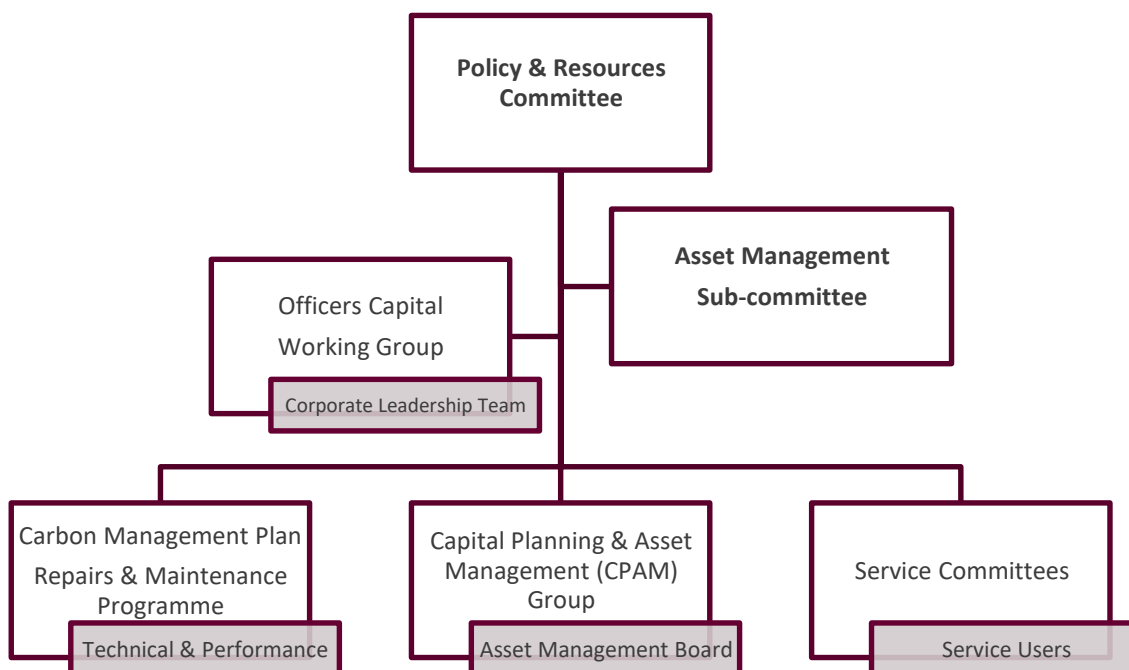 Policy & Resources
Committee
Asset Management
Sub-committee
Officers Capital
Working Group
Corporate Leadership Team
Carbon Management Plan
Repairs & Maintenance
Programme
Technical & Performance
Capital Planning & Asset
Management (CPAM)
Group
Asset Management Board
Service Committees
Service Users